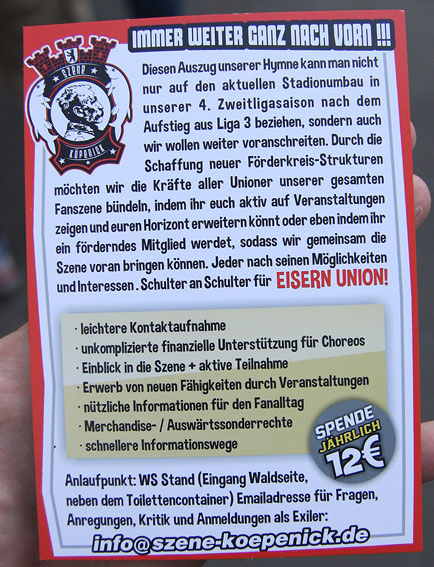 IMMER WEITER GANZ NACH VORN !!!
SZENE
KÖPENICK
Diesen Auszug unserer Hymne kann man nicht
nur auf den aktuellen Stadionumbau in
unserer 4. Zweitligasaison nach dem
Aufstieg aus Liga 3 beziehen, sondern auch
wir wollen weiter voranschreiten. Durch die
Schaffung neuer Förderkreis-Strukturen
möchten wir die Kräfte aller Unioner unserer gesamten
Fanszene bündeln, indem ihr euch aktiv auf Veranstaltungen
zeigen und euren Horizont erweitern könnt oder eben indem ihr
ein förderndes Mitglied werdet, sodass wir gemeinsam die
Szene voran bringen können. Jeder nach seinen Möglichkeiten
und Interessen. Schulter an Schulter für EISERN UNION!
· leichtere Kontaktaufnahme
· unkomplizierte finanzielle Unterstützung für Choreos
· Einblick in die Szene + aktive Teilnahme
· Erwerb von neuen Fähigkeiten durch Veranstaltungen
· nützliche Informationen für den Fanalltag
· Merchandise- / Auswärtssonderrechte
· schnellere Informationswege
SPENDE
JÄHRLICH
12€
Anlaufpunkt: WS Stand (Eingang Waldseite,
neben dem Toilettencontainer) Emailadresse für Fragen,
Anregungen, Kritik und Anmeldungen als Exiler:
info@szene-koepenick.de